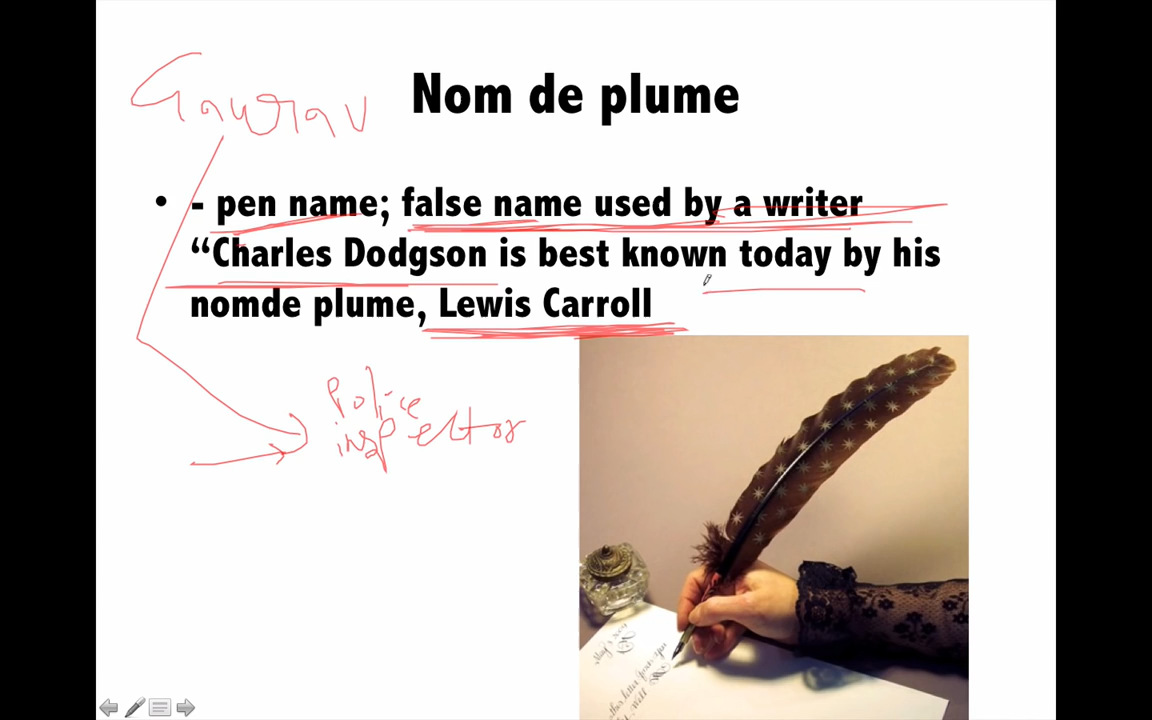 Gaurav
Nom de plume
• - pen name; false name used by a writer
“Charles Dodgson is best known today by his
nomde plume, Lewis Carroll
Police
inspector